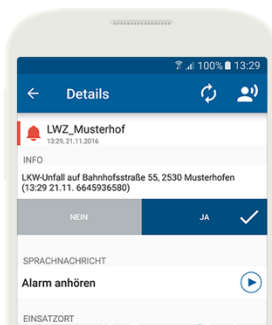 100% 13:29
Details
LWZ_Musterhof
13:29, 21.11.2016
INFO
LKW-Unfall auf Bahnhofsstraße 55, 2530 Musterhofen
(13:29 21.11. 6645936580)
NEIN JA
SPRACHNACHRICHT
Alarm anhören
EINSATZORT